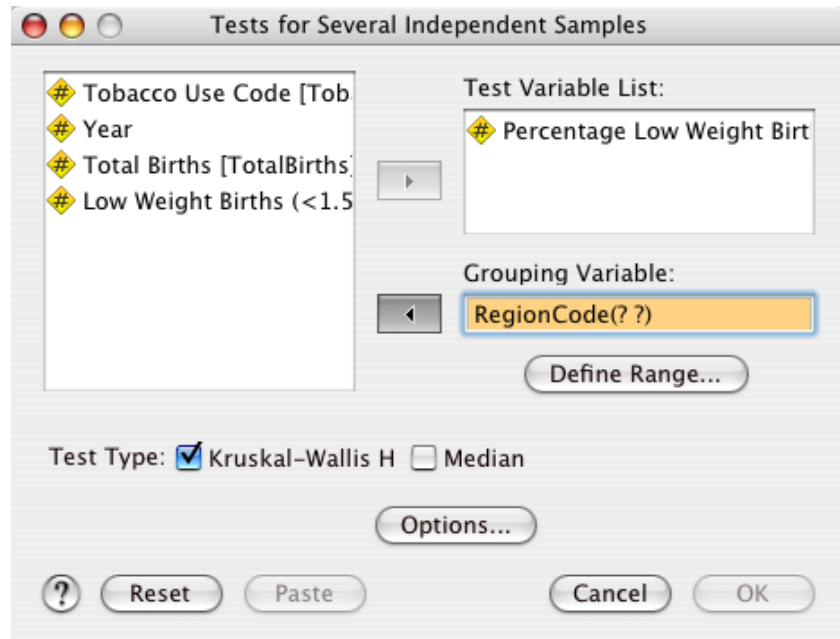 Tests for Several Independent Samples
# Tobacco Use Code [Tob
# Year
# Total Births [TotalBirths]
# Low Weight Births (<1.5
Test Variable List:
# Percentage Low Weight Birt
Grouping Variable:
RegionCode(? ?)
Define Range...
Test Type: Kruskal-Wallis H Median
Options...
? Reset Paste Cancel OK